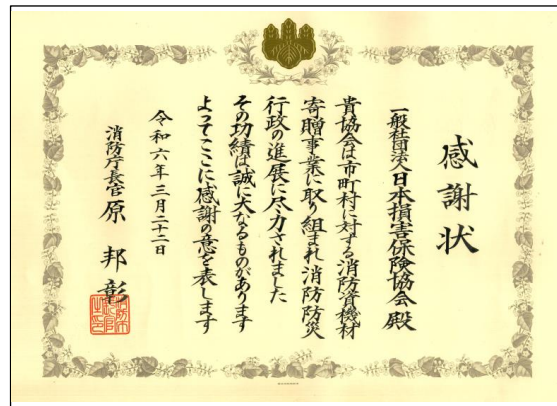 感謝状
一般社団法人日本損害保険協会殿
貴協会は市町村に対する消防資機材
寄贈事業に取り組まれ消防防災
行政の進展に尽力されました
その功績は誠に大なるものがあります
よってここに感謝の意を表します
令和六年三月二十二日
消防庁長官原邦彰